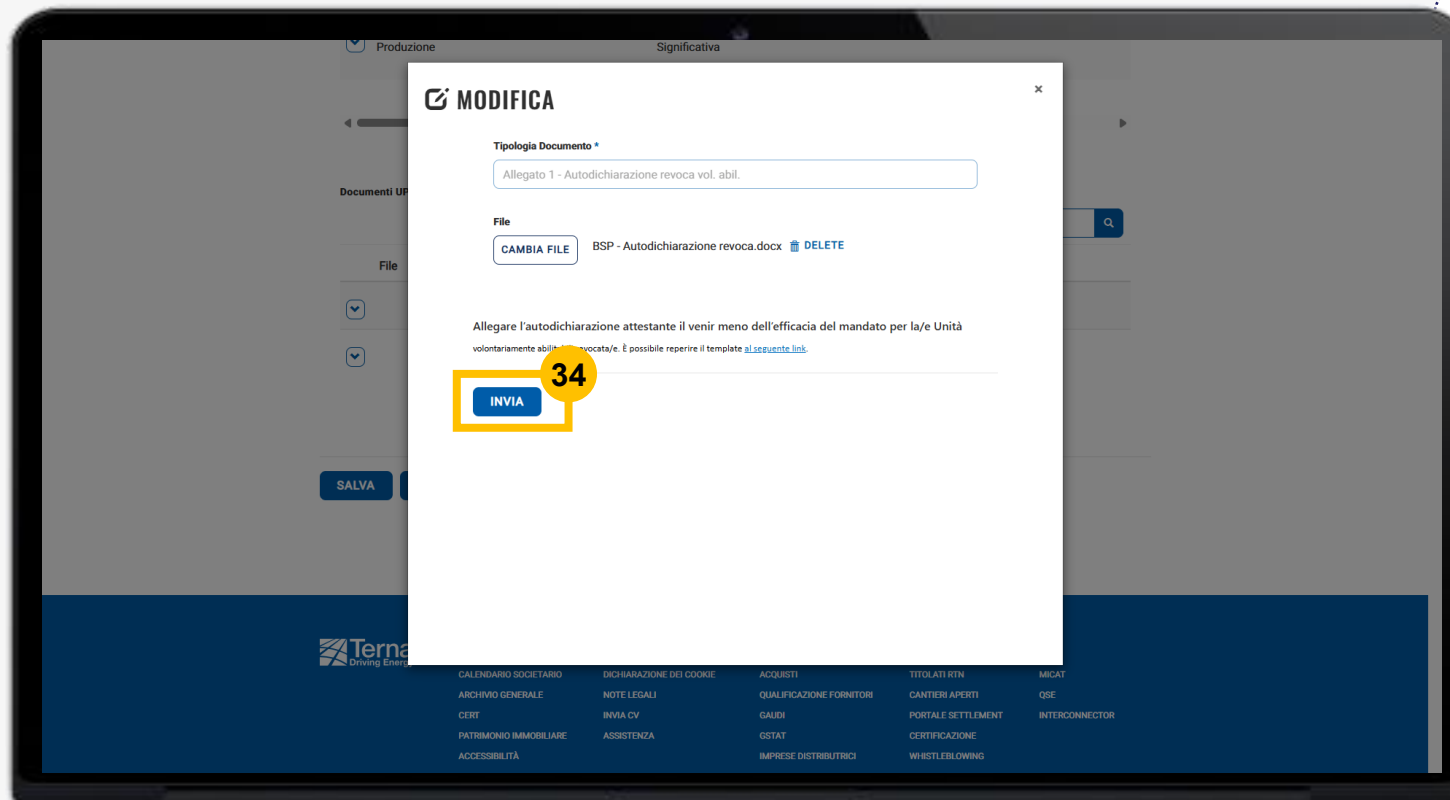 Produzione Significativa
MODIFICA ×
Tipologia Documento *
Allegato 1 - Autodichiarazione revoca vol. abil.
Documenti UP
File
CAMBIA FILE BSP - Autodichiarazione revoca.docx DELETE
File
Allegare l'autodichiarazione attestante il venir meno dell'efficacia del mandato per la/e Unità
volontariamente È possibile reperire il template al seguente link.
34
INVIA
SALVA
Terna
Driving Energy
CALENDARIO SOCIETARIO DICHIARAZIONE DEI COOKIE ACQUISTI TITOLATI RTN MICAT
ARCHIVIO GENERALE NOTE LEGALI QUALIFICAZIONE FORNITORI CANTIERI APERTI QSE
CERT INVIA CV GAUDI PORTALE SETTLEMENT INTERCONNECTOR
PATRIMONIO IMMOBILIARE ASSISTENZA GSTAT CERTIFICAZIONE
ACCESSIBILITÀ IMPRESE DISTRIBUTRICI WHISTLEBLOWING